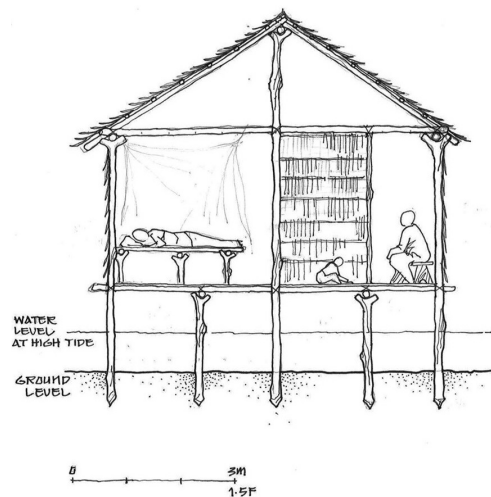 WATER
LEVEL
AT HIGH TIDE
GROUND
LEVEL
0 3M
1.5F